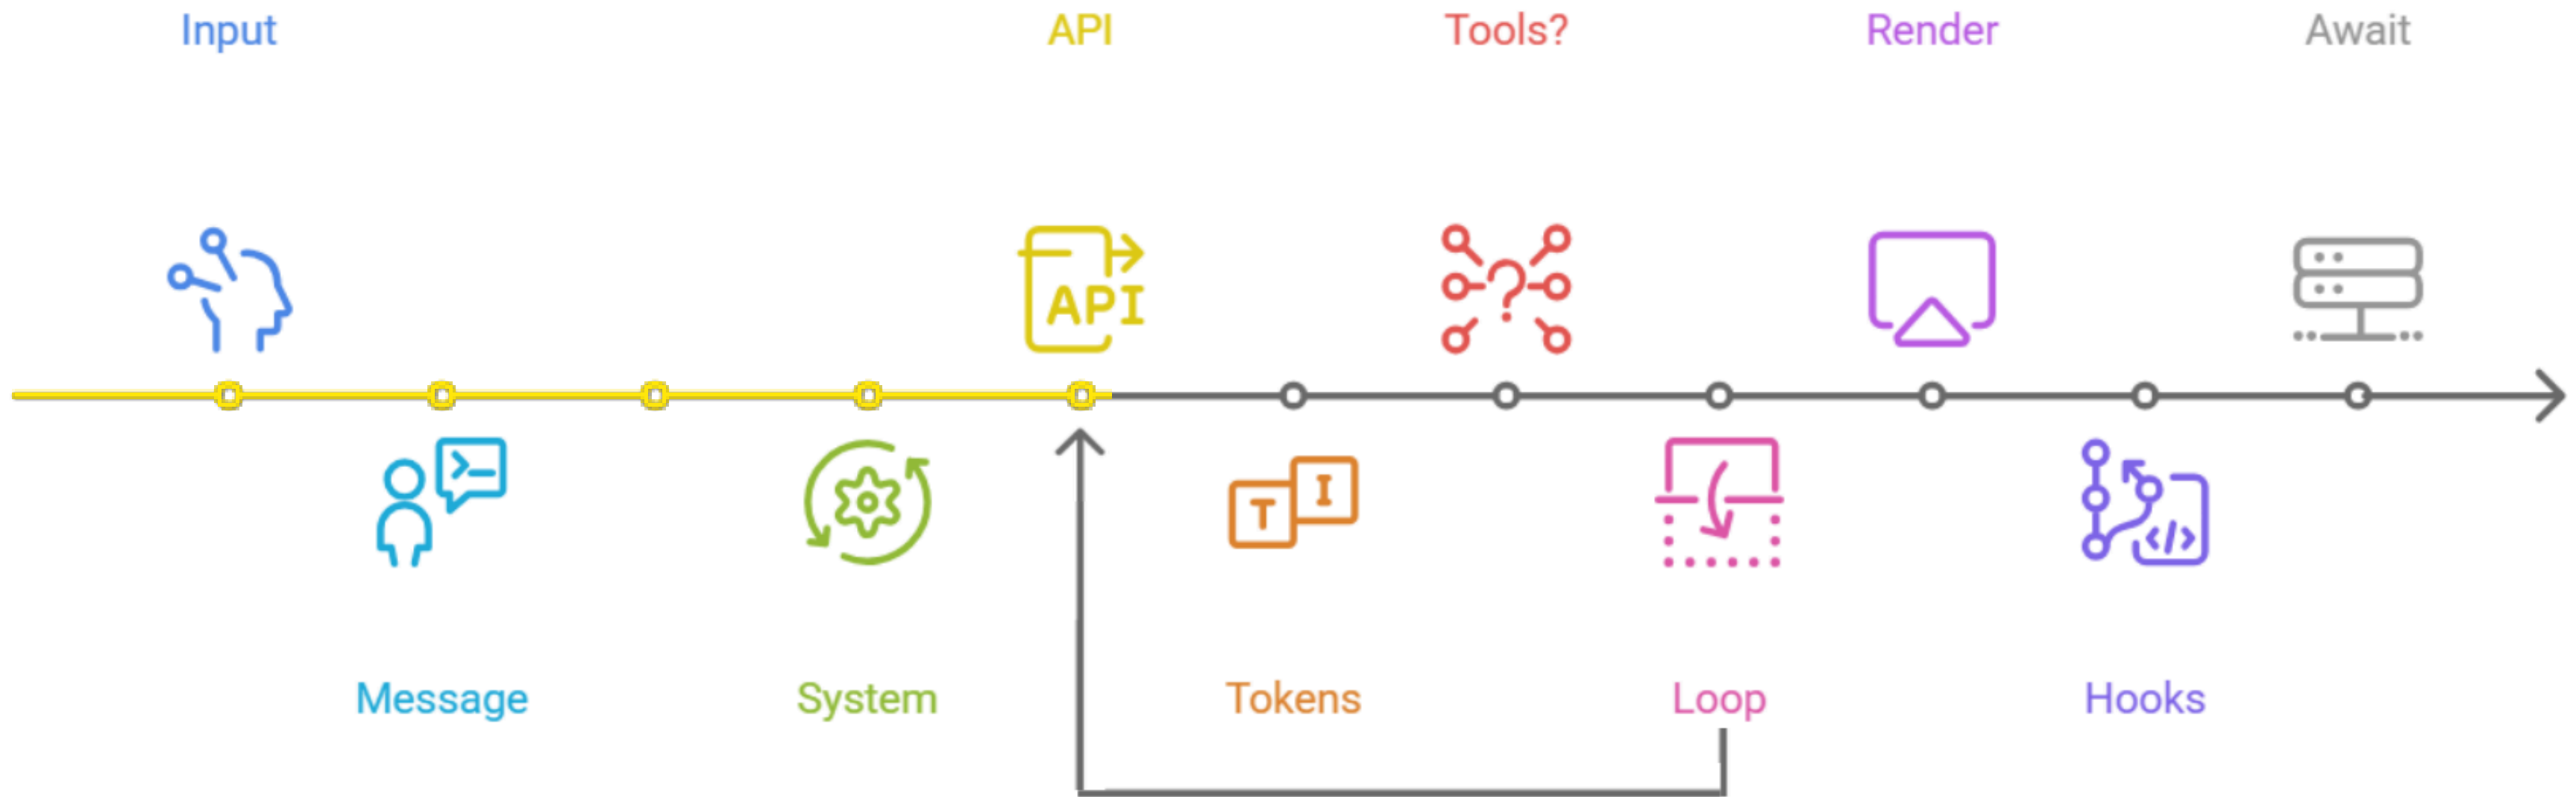 Input
API
Tools?
Render
Await
API
>_
T
I
</>
Message
System
Tokens
Loop
Hooks